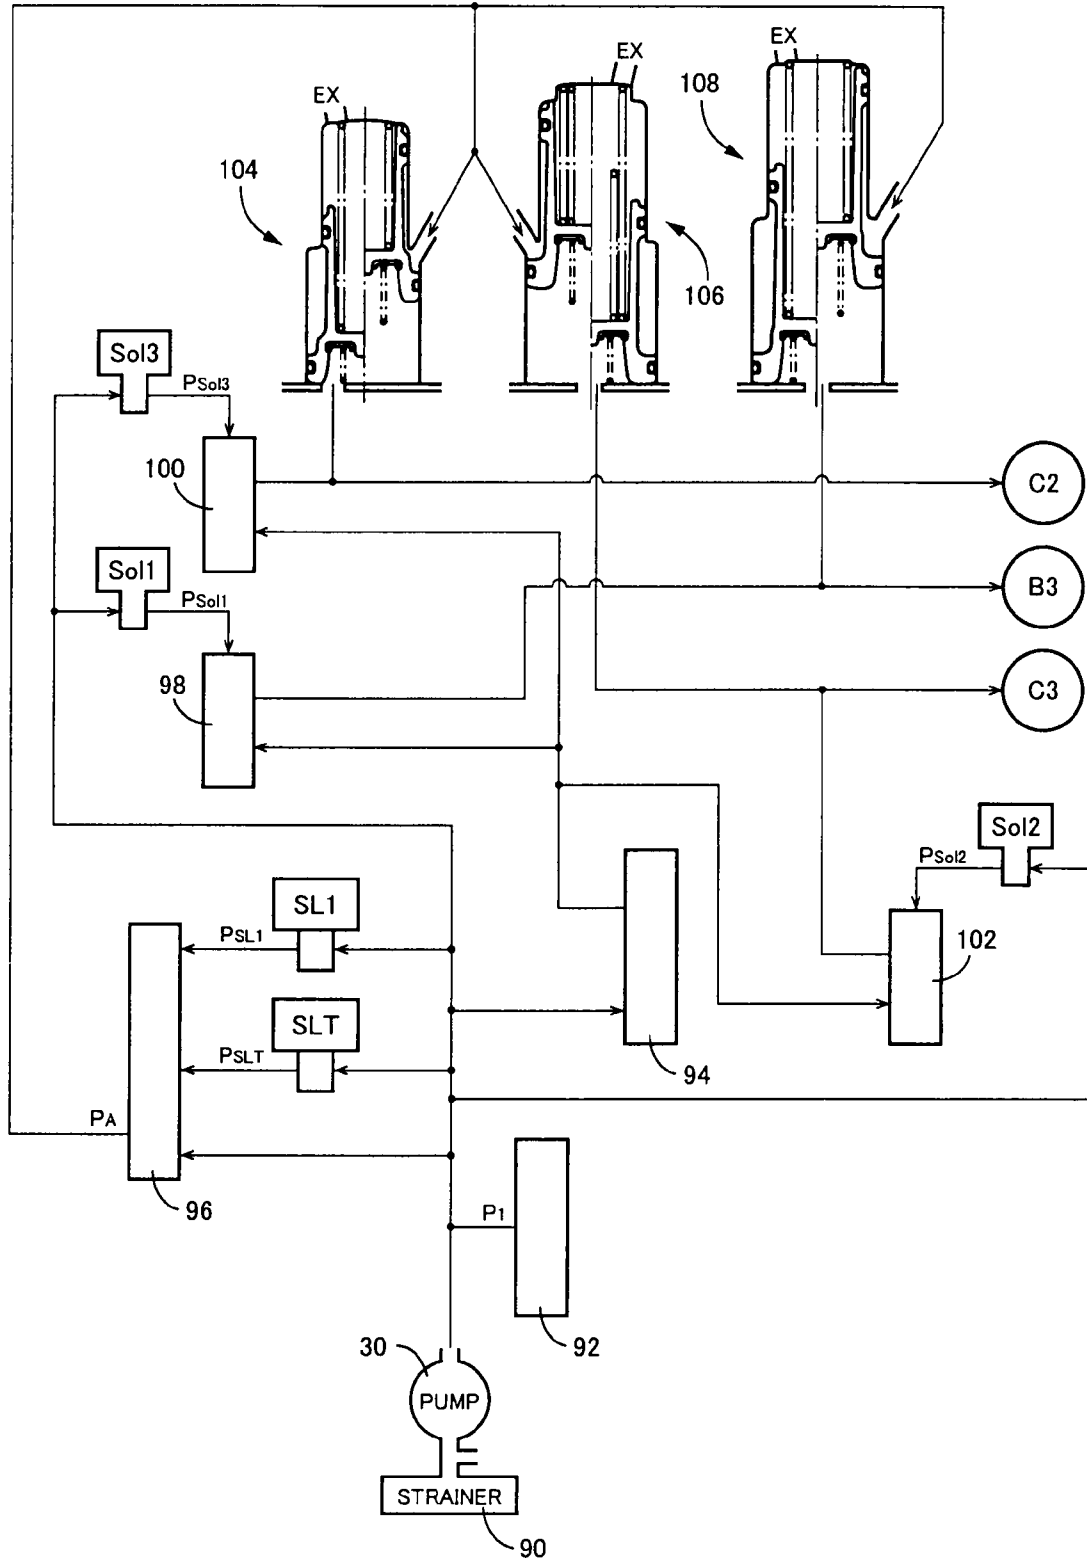 EX
EX
EX
108
104
106
Sol3
PSol3
100
C2
Sol1
PSol1
B3
98
C3
Sol2
PSol2
SL1
PSL1
102
SLT
PSLT
94
PA
96
P1
30
92
PUMP
STRAINER
90